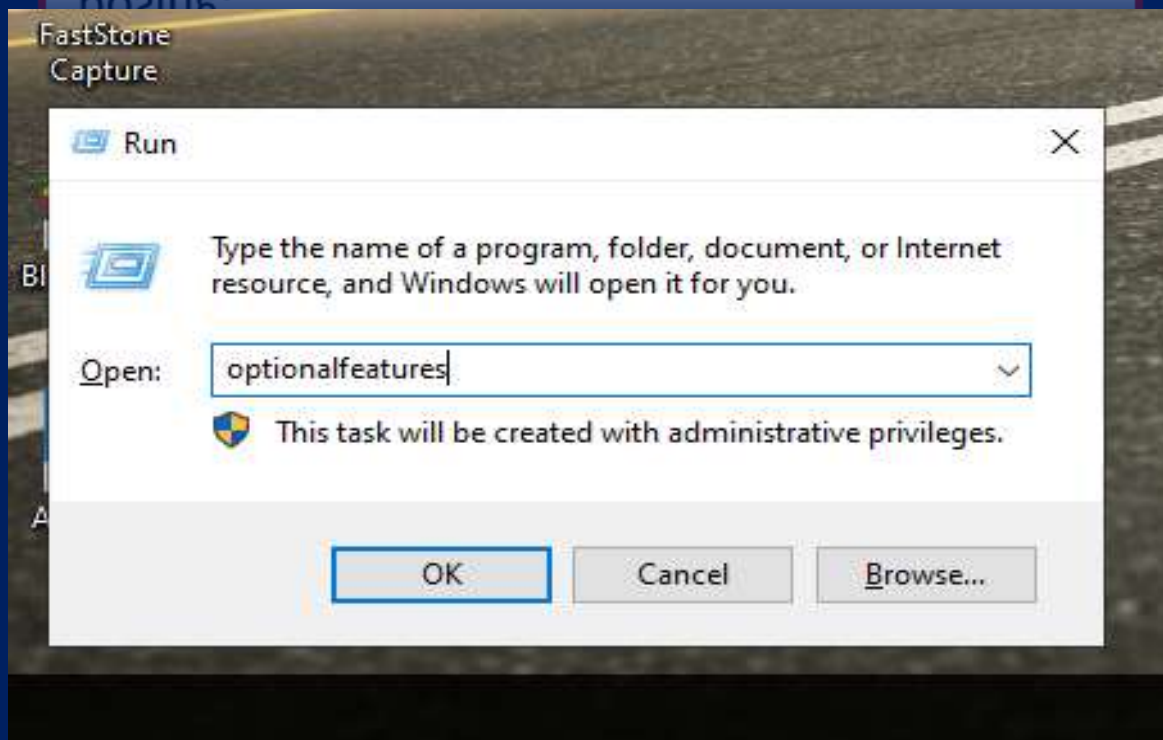 FastStone
Capture
Run
Type the name of a program, folder, document, or Internet
resource, and Windows will open it for you.
Bl
Open: optionalfeatures
This task will be created with administrative privileges.
A
OK Cancel Browse...